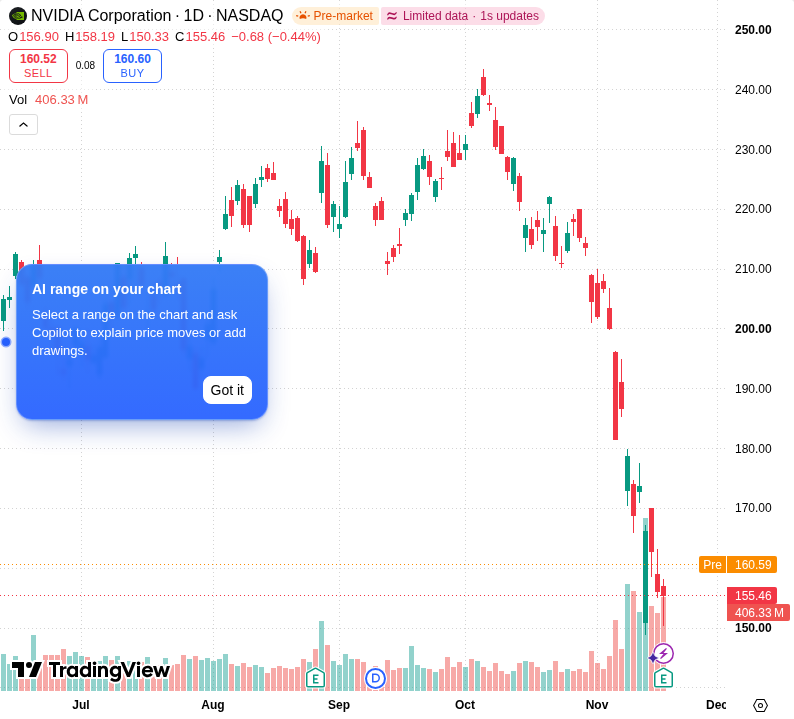 NVIDIA Corporation · 1D · NASDAQ Pre-market Limited data · 1s updates
O156.90 H158.19 L150.33 C155.46 −0.68 (−0.44%)
160.52 SELL 0.08 160.60 BUY
Vol 406.33 M
250.00
240.00
230.00
220.00
210.00
AI range on your chart
Select a range on the chart and ask
Copilot to explain price moves or add
drawings.
Got it
200.00
190.00
180.00
170.00
Pre 160.59
155.46
406.33 M
150.00
TradingView
E D E
Jul Aug Sep Oct Nov Dec